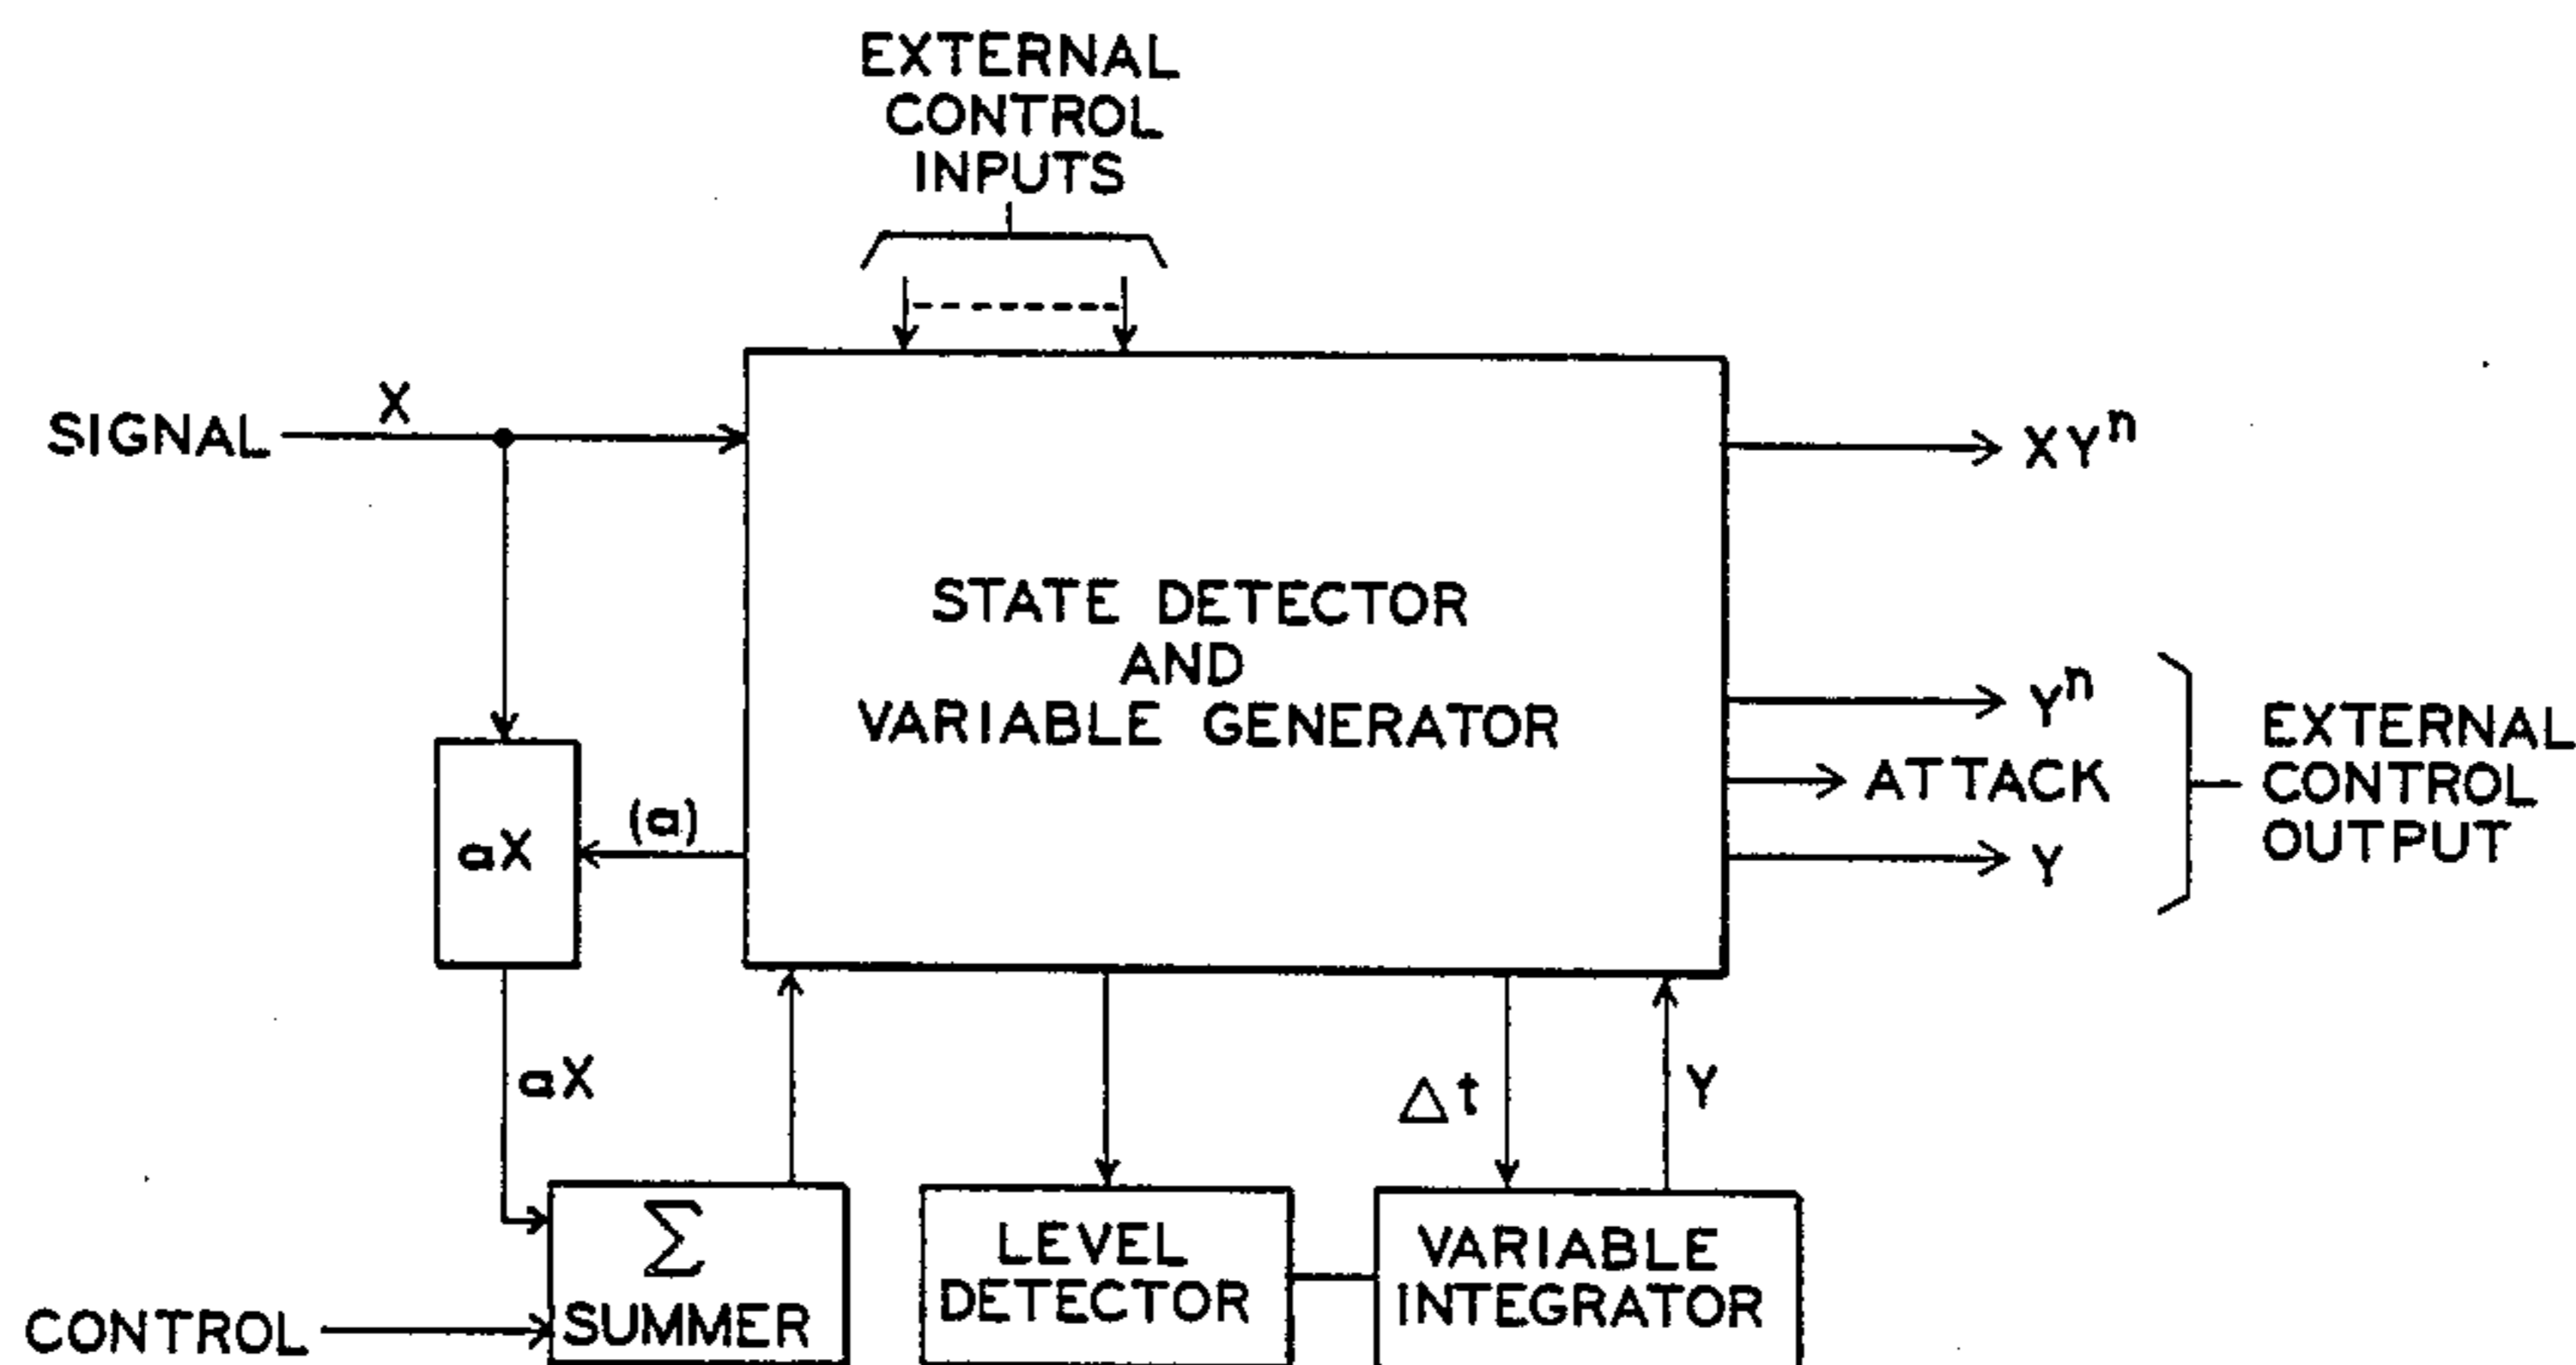 EXTERNAL
CONTROL
INPUTS
SIGNAL
X
XYⁿ
STATE DETECTOR
AND
VARIABLE GENERATOR
Yⁿ
ATTACK
Y
EXTERNAL
CONTROL
OUTPUT
(a)
aX
aX
Δt
Y
Σ
SUMMER
CONTROL
LEVEL
DETECTOR
VARIABLE
INTEGRATOR